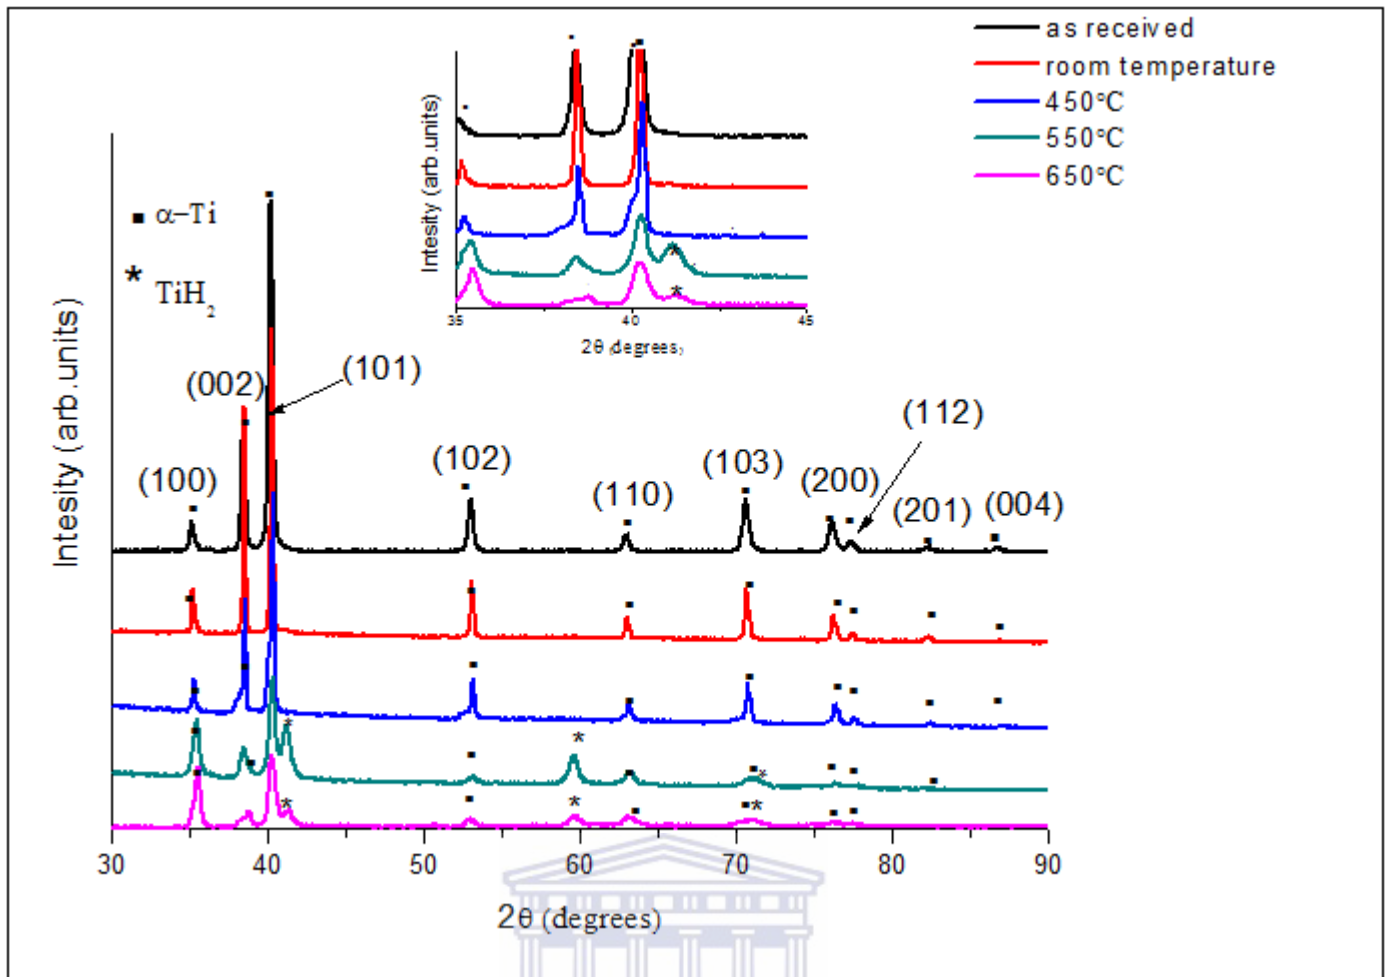 as received
room temperature
450°C
550°C
650°C
Intesity (arb.units)
35
40
45
2θ (degrees)
▪ α–Ti
* TiH2
Intesity (arb.units)
(100)
(002)
(101)
(102)
(110)
(103)
(200)
(112)
(201)
(004)
30
40
50
60
70
80
90
2θ (degrees)